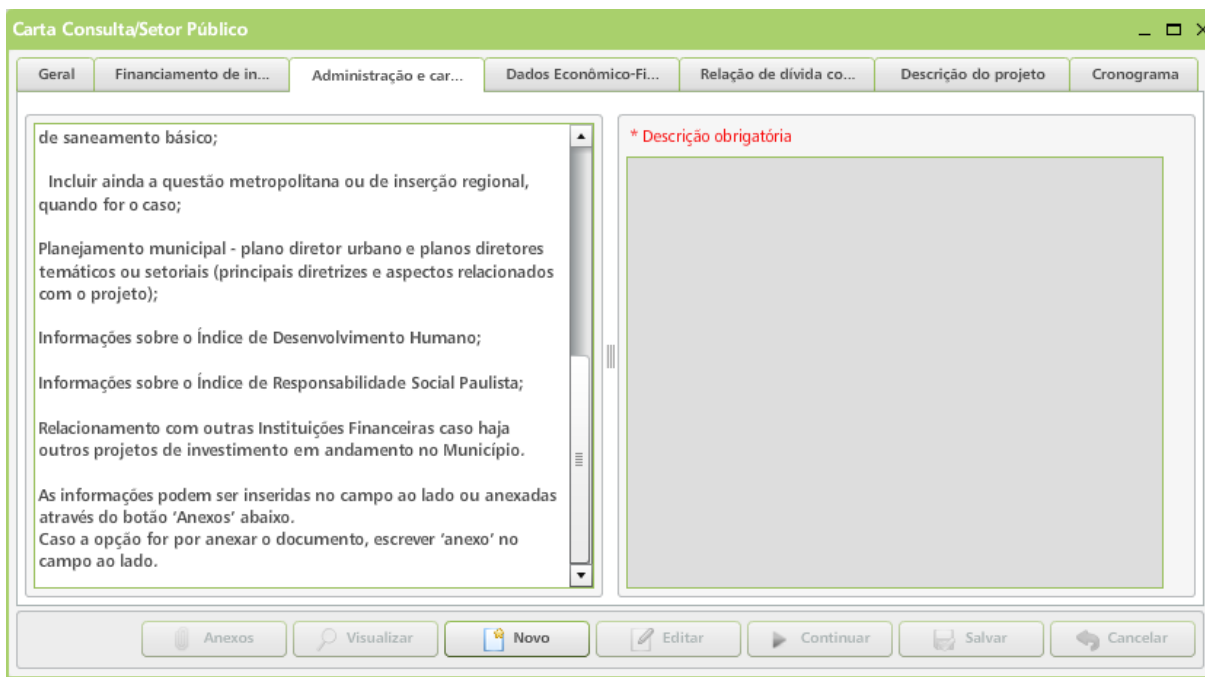 Carta Consulta/Setor Público
Geral
Financiamento de in...
Administração e car...
Dados Econômico-Fi...
Relação de dívida co...
Descrição do projeto
Cronograma
de saneamento básico;
Incluir ainda a questão metropolitana ou de inserção regional,
quando for o caso;
Planejamento municipal - plano diretor urbano e planos diretores
temáticos ou setoriais (principais diretrizes e aspectos relacionados
com o projeto);
Informações sobre o Índice de Desenvolvimento Humano;
Informações sobre o Índice de Responsabilidade Social Paulista;
Relacionamento com outras Instituições Financeiras caso haja
outros projetos de investimento em andamento no Município.
As informações podem ser inseridas no campo ao lado ou anexadas
através do botão ‘Anexos’ abaixo.
Caso a opção for por anexar o documento, escrever ‘anexo’ no
campo ao lado.
* Descrição obrigatória
Anexos
Visualizar
Novo
Editar
Continuar
Salvar
Cancelar